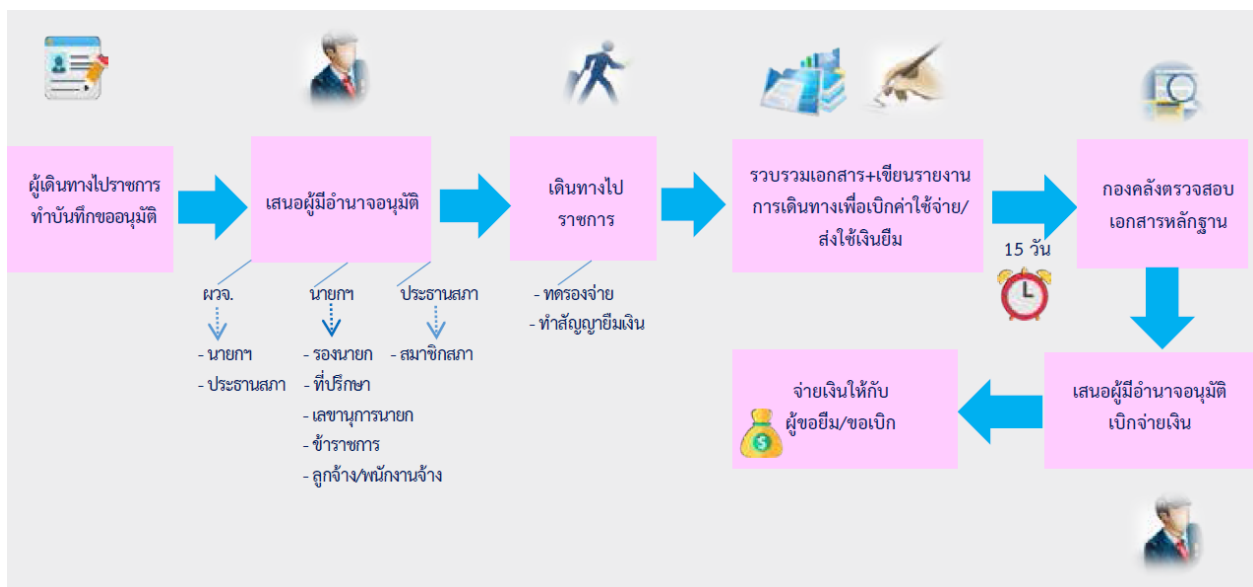 ผู้เดินทางไปราชการ
ทำบันทึกขออนุมัติ
เสนอผู้มีอำนาจอนุมัติ
เดินทางไป
ราชการ
รวบรวมเอกสาร+เขียนรายงาน
การเดินทางเพื่อเบิกค่าใช้จ่าย/
ส่งใช้เงินยืม
15 วัน
กองคลังตรวจสอบ
เอกสารหลักฐาน
ผวจ.
- นายกฯ
- ประธานสภา
นายกฯ
- รองนายก
- ที่ปรึกษา
- เลขานุการนายก
- ข้าราชการ
- ลูกจ้าง/พนักงานจ้าง
ประธานสภา
- สมาชิกสภา
- ทดรองจ่าย
- ทำสัญญายืมเงิน
เสนอผู้มีอำนาจอนุมัติ
เบิกจ่ายเงิน
จ่ายเงินให้กับ
ผู้ขอยืม/ขอเบิก